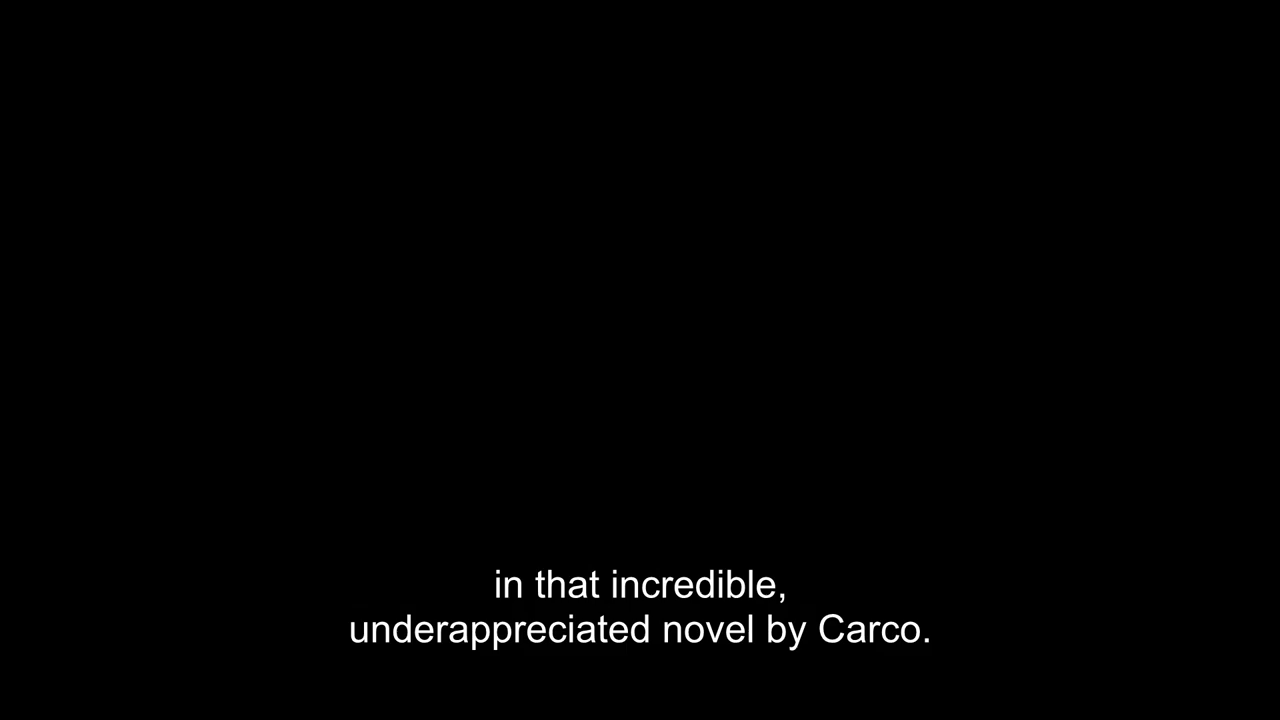 in that incredible,
underappreciated novel by Carco.